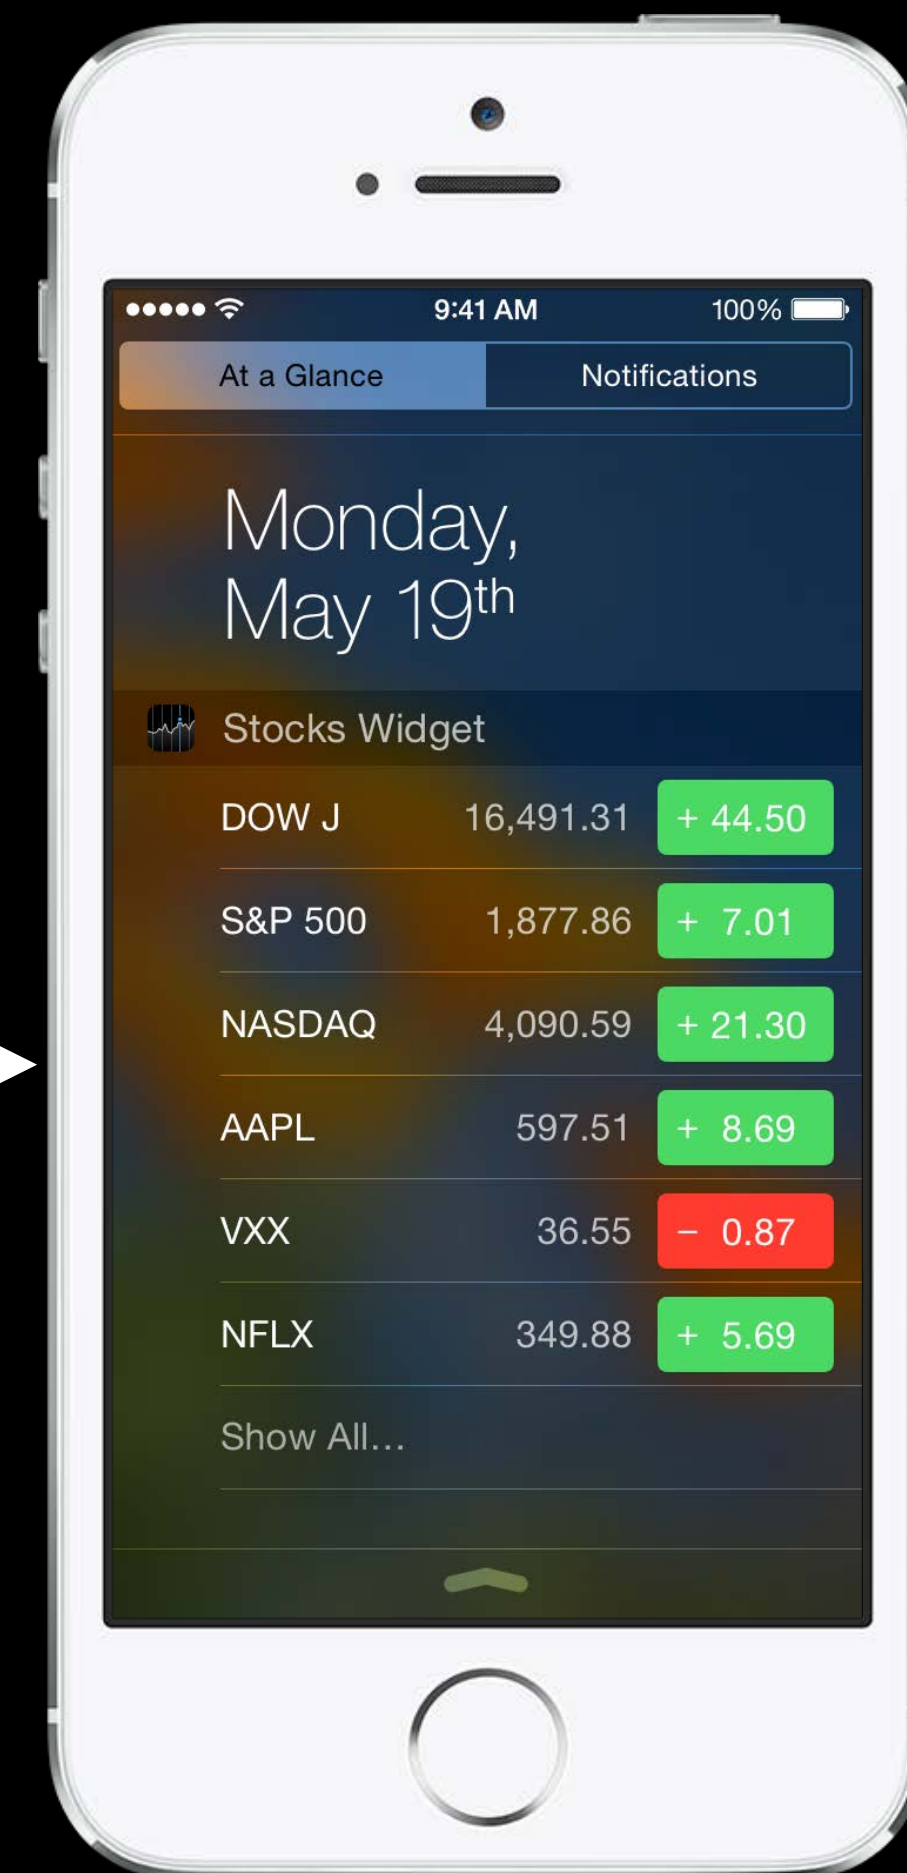 9:41 AM 100%
At a Glance Notifications
Monday,
May 19th
Stocks Widget
DOW J 16,491.31 + 44.50
S&P 500 1,877.86 + 7.01
NASDAQ 4,090.59 + 21.30
AAPL 597.51 + 8.69
VXX 36.55 − 0.87
NFLX 349.88 + 5.69
Show All...